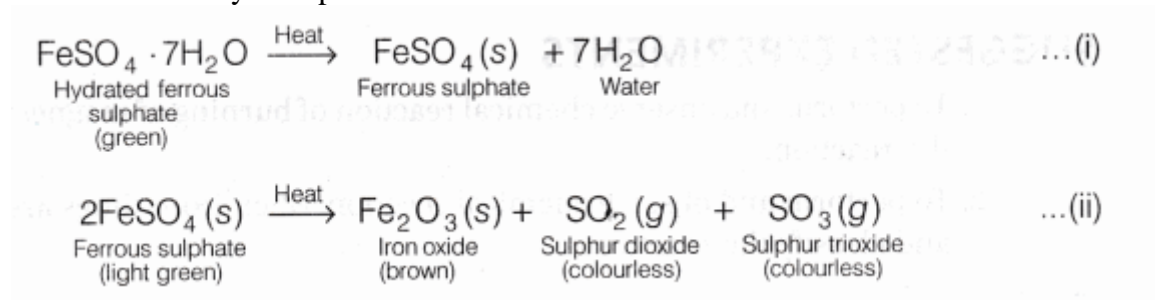 FeSO₄ · 7H₂O —Heat→ FeSO₄(s) + 7H₂O ...(i)
Hydrated ferrous Ferrous sulphate Water
sulphate
(green)
2FeSO₄(s) —Heat→ Fe₂O₃(s) + SO₂(g) + SO₃(g) ...(ii)
Ferrous sulphate Iron oxide Sulphur dioxide Sulphur trioxide
(light green) (brown) (colourless) (colourless)